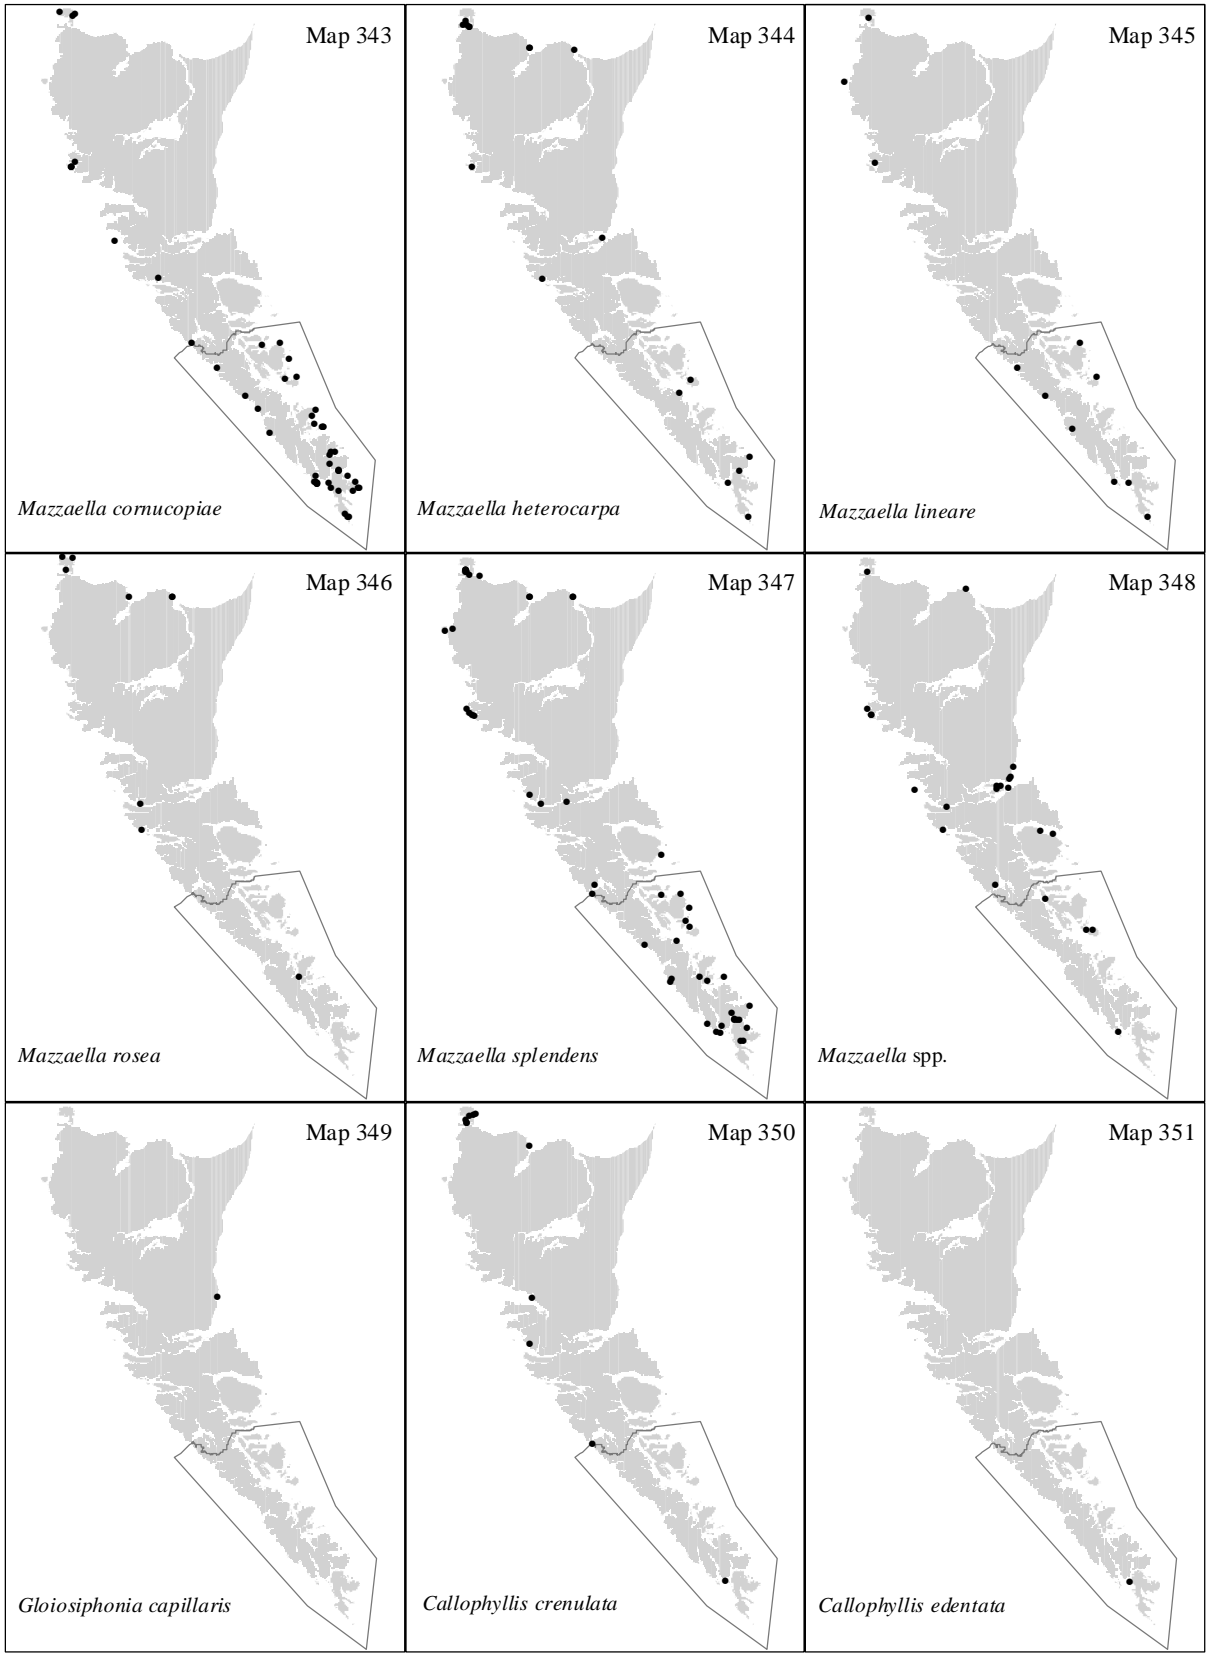 Map 343
Map 344
Map 345
Mazzaella cornucopiae
Mazzaella heterocarpa
Mazzaella lineare
Map 346
Map 347
Map 348
Mazzaella rosea
Mazzaella splendens
Mazzaella spp.
Map 349
Map 350
Map 351
Gloiosiphonia capillaris
Callophyllis crenulata
Callophyllis edentata